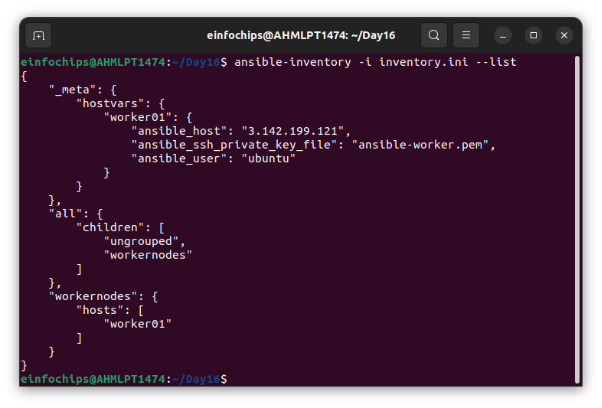 einfochips@AHMLPT1474: ~/Day16
einfochips@AHMLPT1474:~/Day16$ ansible-inventory -i inventory.ini --list
{
    "_meta": {
        "hostvars": {
            "worker01": {
                "ansible_host": "3.142.199.121",
                "ansible_ssh_private_key_file": "ansible-worker.pem",
                "ansible_user": "ubuntu"
            }
        }
    },
    "all": {
        "children": [
            "ungrouped",
            "workernodes"
        ]
    },
    "workernodes": {
        "hosts": [
            "worker01"
        ]
    }
}
einfochips@AHMLPT1474:~/Day16$